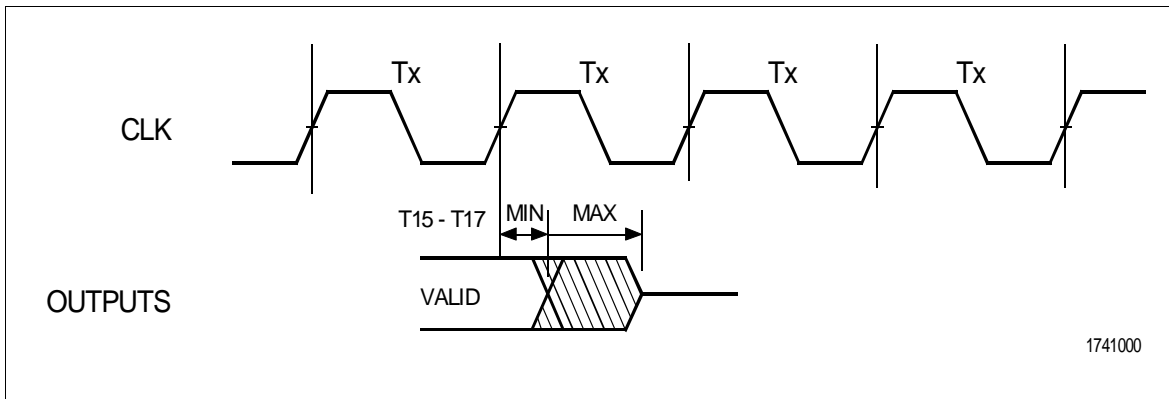 Tx Tx Tx Tx
CLK
T15 - T17 MIN MAX
VALID
OUTPUTS
1741000